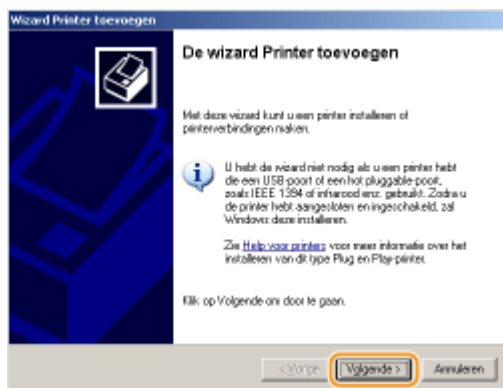 Wizard Printer toevoegen
De wizard Printer toevoegen
Met deze wizard kunt u een printer installeren of
printerverbindingen maken.
U hebt de wizard niet nodig als u een printer hebt
die een USB-poort of een hot pluggable-poort,
zoals IEEE 1394 of infrarood enz. gebruikt. Zodra u
de printer hebt aangesloten en ingeschakeld, zal
Windows deze installeren.
Zie Help voor printers voor meer informatie over het
installeren van dit type Plug en Play-printer.
Klik op Volgende om door te gaan.
< Vorige
Volgende >
Annuleren